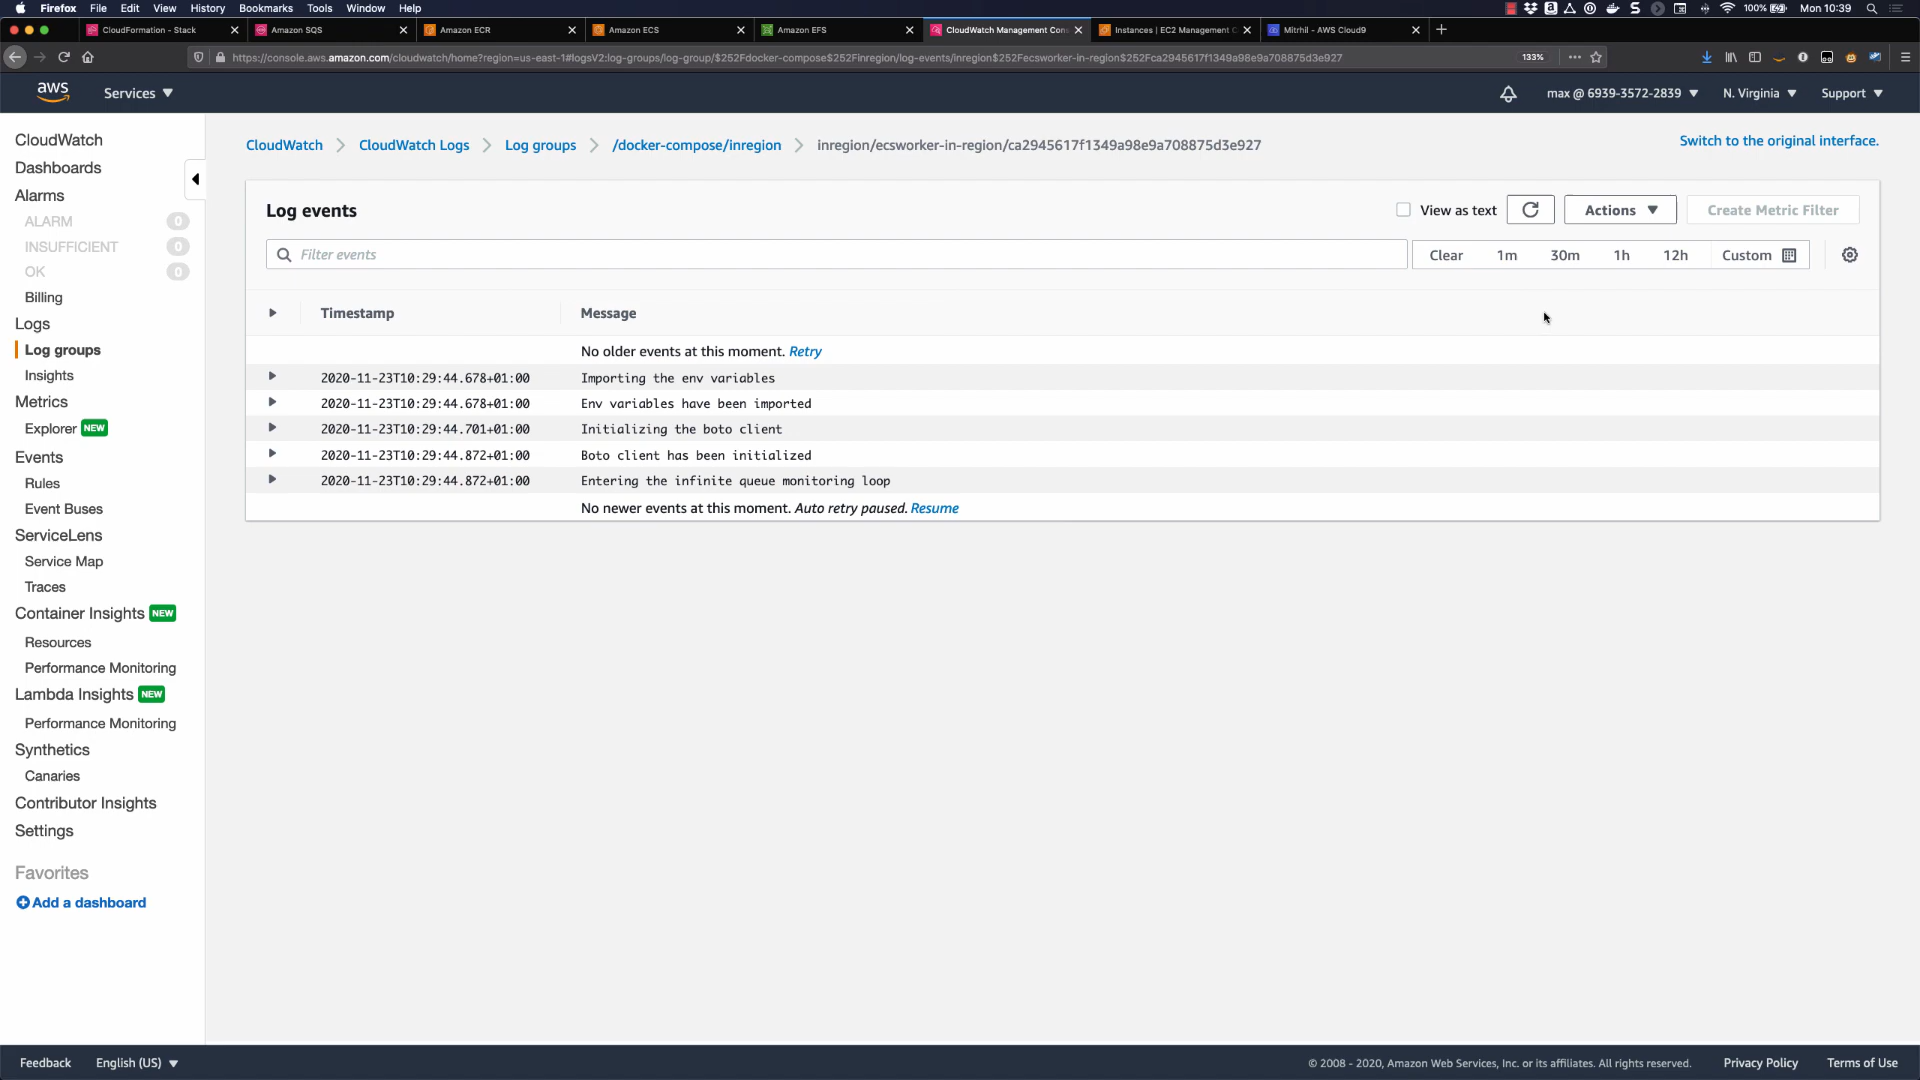 Firefox File Edit View History Bookmarks Tools Window Help 100% Mon 10:39
CloudFormation - Stack Amazon SQS Amazon ECR Amazon ECS Amazon EFS CloudWatch Management Con Instances | EC2 Management C Mithril - AWS Cloud9
https://console.aws.amazon.com/cloudwatch/home?region=us-east-1#logsV2:log-groups/log-group/$252Fdocker-compose$252Finregion/log-events/inregion$252Fecsworker-in-region$252Fca2945617f1349a98e9a708875d3e927 133%
aws Services max @ 6939-3572-2839 N. Virginia Support
CloudWatch
Dashboards
Alarms
ALARM 0
INSUFFICIENT 0
OK 0
Billing
Logs
Log groups
Insights
Metrics
Explorer NEW
Events
Rules
Event Buses
ServiceLens
Service Map
Traces
Container Insights NEW
Resources
Performance Monitoring
Lambda Insights NEW
Performance Monitoring
Synthetics
Canaries
Contributor Insights
Settings
Favorites
Add a dashboard
CloudWatch CloudWatch Logs Log groups /docker-compose/inregion inregion/ecsworker-in-region/ca2945617f1349a98e9a708875d3e927
Switch to the original interface.
Log events View as text Actions Create Metric Filter
Filter events Clear 1m 30m 1h 12h Custom
Timestamp Message
No older events at this moment. Retry
2020-11-23T10:29:44.678+01:00 Importing the env variables
2020-11-23T10:29:44.678+01:00 Env variables have been imported
2020-11-23T10:29:44.701+01:00 Initializing the boto client
2020-11-23T10:29:44.872+01:00 Boto client has been initialized
2020-11-23T10:29:44.872+01:00 Entering the infinite queue monitoring loop
No newer events at this moment. Auto retry paused. Resume
Feedback English (US) © 2008 - 2020, Amazon Web Services, Inc. or its affiliates. All rights reserved. Privacy Policy Terms of Use